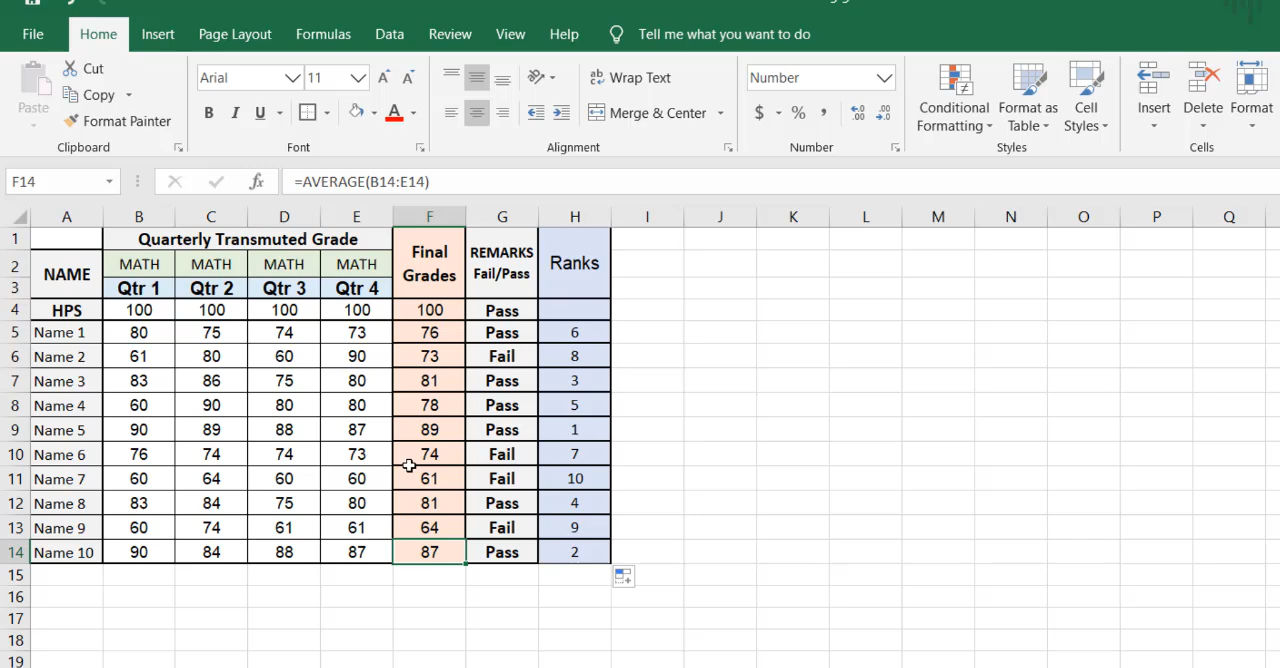 File Home Insert Page Layout Formulas Data Review View Help Tell me what you want to do
Paste Cut Copy Format Painter Clipboard
Arial 11 A A B I U A Font
ab Wrap Text Merge & Center Alignment
Number $ % , .00 Number
Conditional Formatting Format as Table Cell Styles Styles
Insert Delete Format Cells
F14 fx =AVERAGE(B14:E14)
A B C D E F G H I J K L M N O P Q
1 Quarterly Transmuted Grade Final Grades REMARKS Fail/Pass Ranks
2 NAME MATH MATH MATH MATH
3 Qtr 1 Qtr 2 Qtr 3 Qtr 4
4 HPS 100 100 100 100 100 Pass
5 Name 1 80 75 74 73 76 Pass 6
6 Name 2 61 80 60 90 73 Fail 8
7 Name 3 83 86 75 80 81 Pass 3
8 Name 4 60 90 80 80 78 Pass 5
9 Name 5 90 89 88 87 89 Pass 1
10 Name 6 76 74 74 73 74 Fail 7
11 Name 7 60 64 60 60 61 Fail 10
12 Name 8 83 84 75 80 81 Pass 4
13 Name 9 60 74 61 61 64 Fail 9
14 Name 10 90 84 88 87 87 Pass 2
15
16
17
18
19